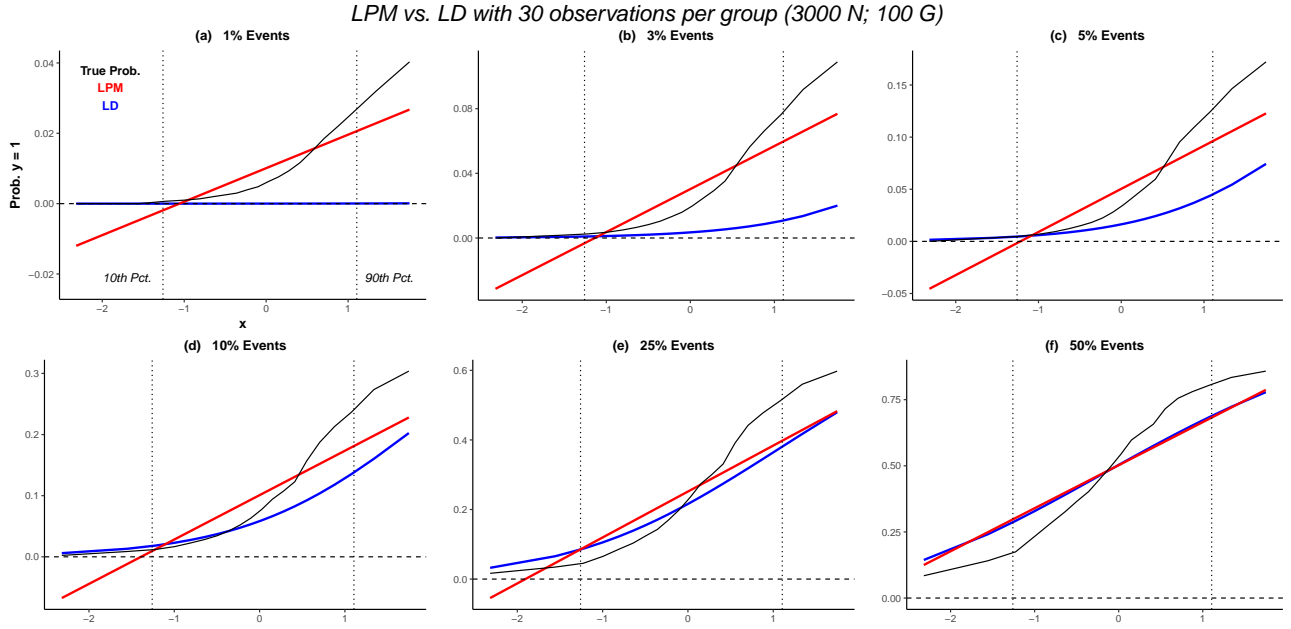 LPM vs. LD with 30 observations per group (3000 N; 100 G)
(a) 1% Events
(b) 3% Events
(c) 5% Events
True Prob.
LPM
LD
Prob. y = 1
0.04
0.02
0.00
−0.02
10th Pct.
90th Pct.
−2 −1 0 1
x
0.08
0.04
0.00
−2 −1 0 1
0.15
0.10
0.05
0.00
−0.05
−2 −1 0 1
(d) 10% Events
(e) 25% Events
(f) 50% Events
0.3
0.2
0.1
0.0
−2 −1 0 1
0.6
0.4
0.2
0.0
−2 −1 0 1
0.75
0.50
0.25
0.00
−2 −1 0 1